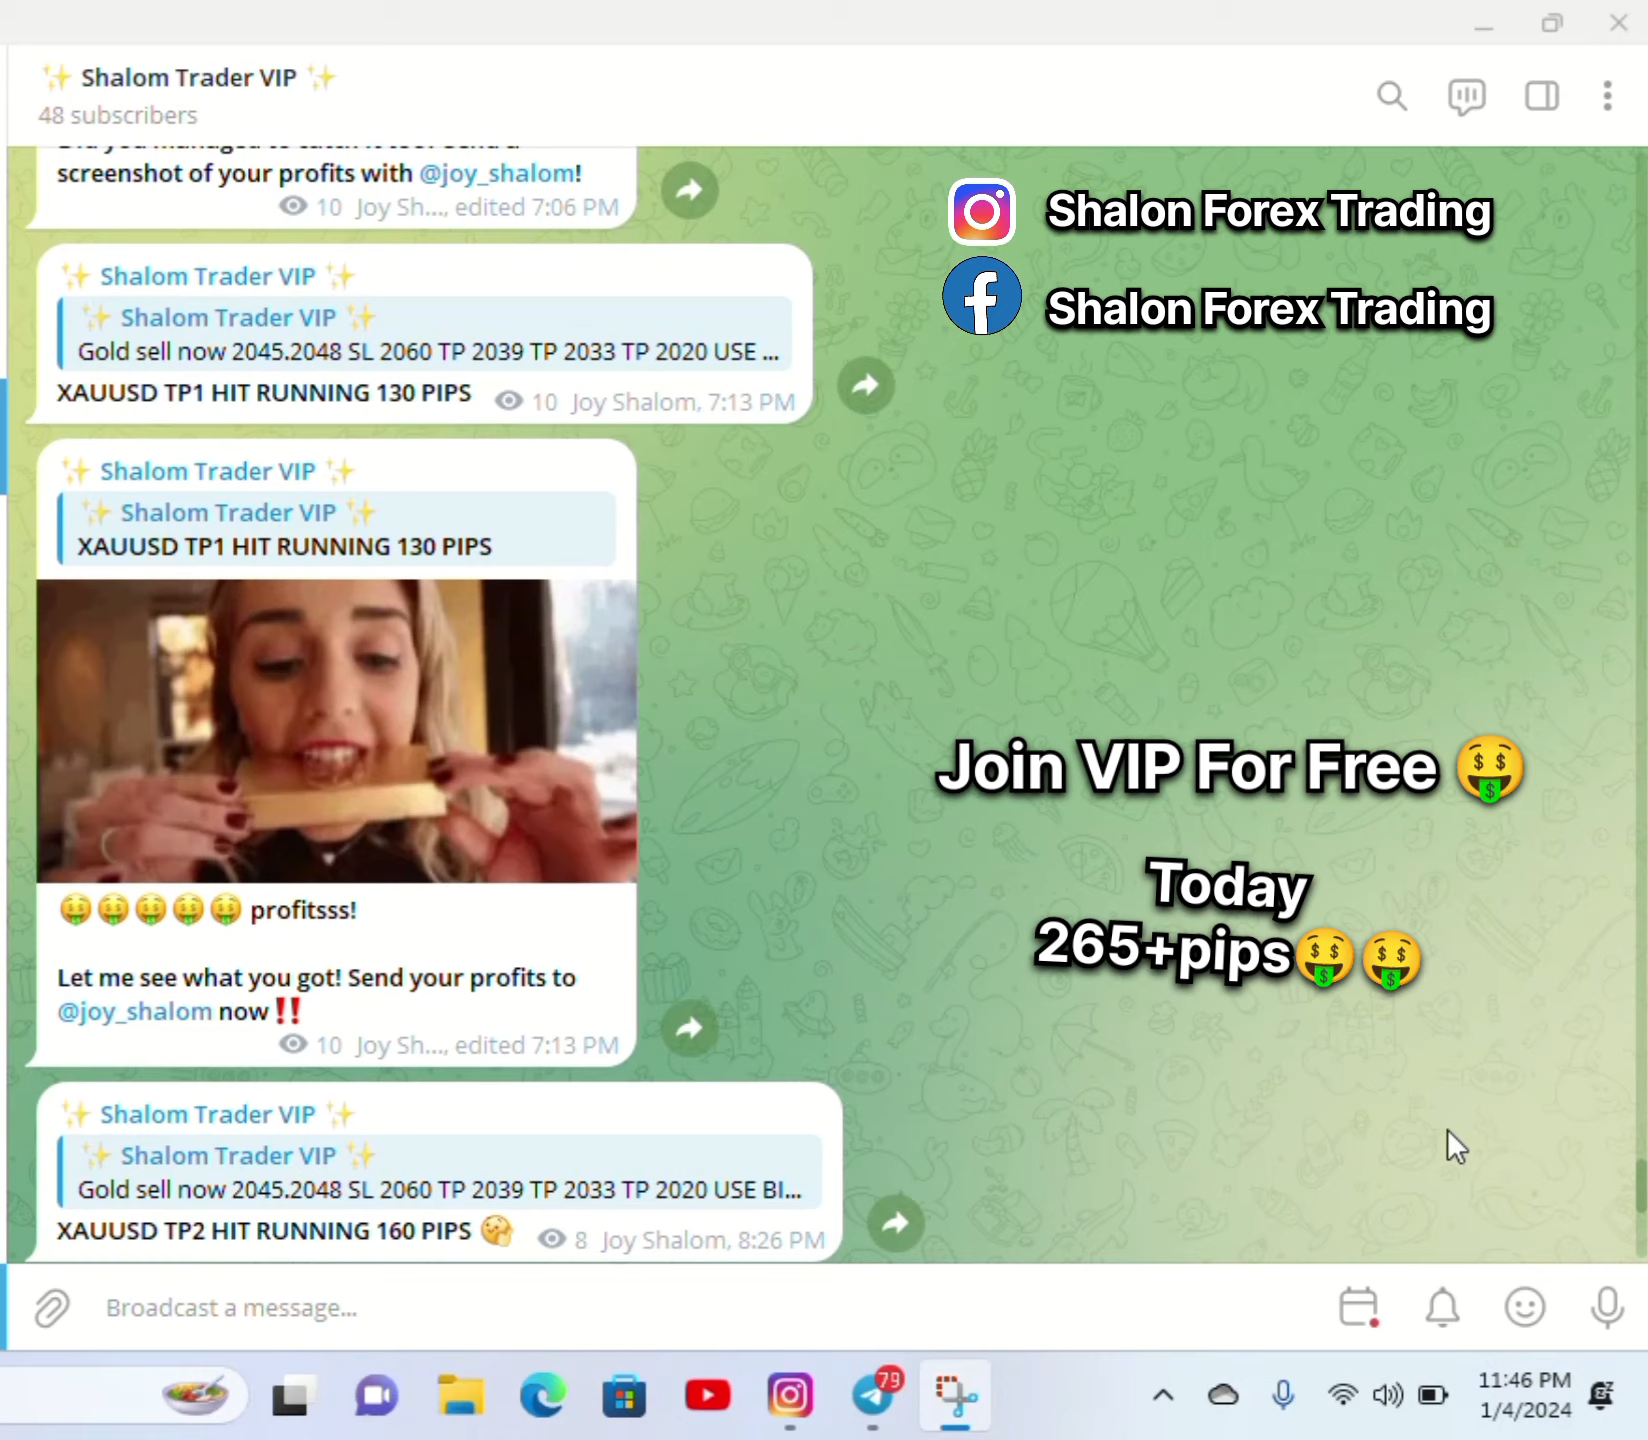 ✨ Shalom Trader VIP ✨
48 subscribers
screenshot of your profits with @joy_shalom!
10 Joy Sh..., edited 7:06 PM
Shalon Forex Trading
Shalon Forex Trading
✨ Shalom Trader VIP ✨
✨ Shalom Trader VIP ✨
Gold sell now 2045.2048 SL 2060 TP 2039 TP 2033 TP 2020 USE ...
XAUUSD TP1 HIT RUNNING 130 PIPS 10 Joy Shalom, 7:13 PM
✨ Shalom Trader VIP ✨
✨ Shalom Trader VIP ✨
XAUUSD TP1 HIT RUNNING 130 PIPS
Join VIP For Free 🤑
Today
265+pips🤑🤑
🤑🤑🤑🤑🤑 profitsss!
Let me see what you got! Send your profits to
@joy_shalom now ‼️
10 Joy Sh..., edited 7:13 PM
✨ Shalom Trader VIP ✨
✨ Shalom Trader VIP ✨
Gold sell now 2045.2048 SL 2060 TP 2039 TP 2033 TP 2020 USE BI...
XAUUSD TP2 HIT RUNNING 160 PIPS 8 Joy Shalom, 8:26 PM
Broadcast a message...
79
11:46 PM
1/4/2024